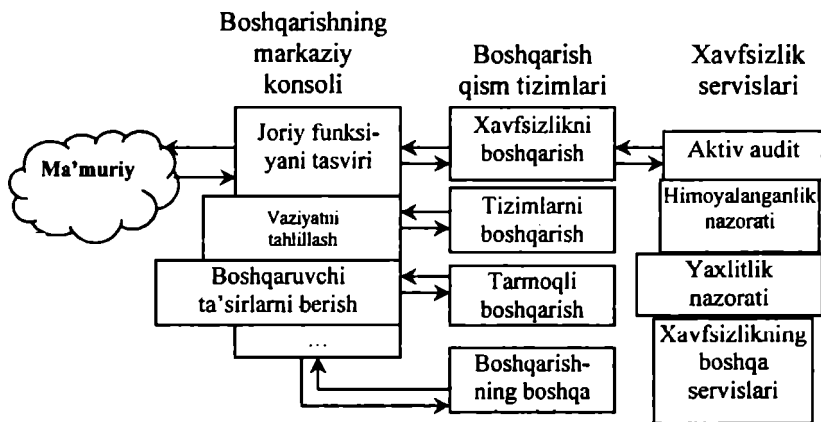 Boshqarishning
markaziy
konsoli
Boshqarish
qism tizimlari
Xavfsizlik
servislari
Ma'muriy
Joriy funksi-
yani tasviri
Vaziyatni
tahlillash
Boshqaruvchi
ta'sirlarni berish
...
Xavfsizlikni
boshqarish
Tizimlarni
boshqarish
Tarmoqli
boshqarish
Boshqarish-
ning boshqa
Aktiv audit
Himoyalanganlik
nazorati
Yaxlitlik
nazorati
Xavfsizlikning
boshqa
servislari